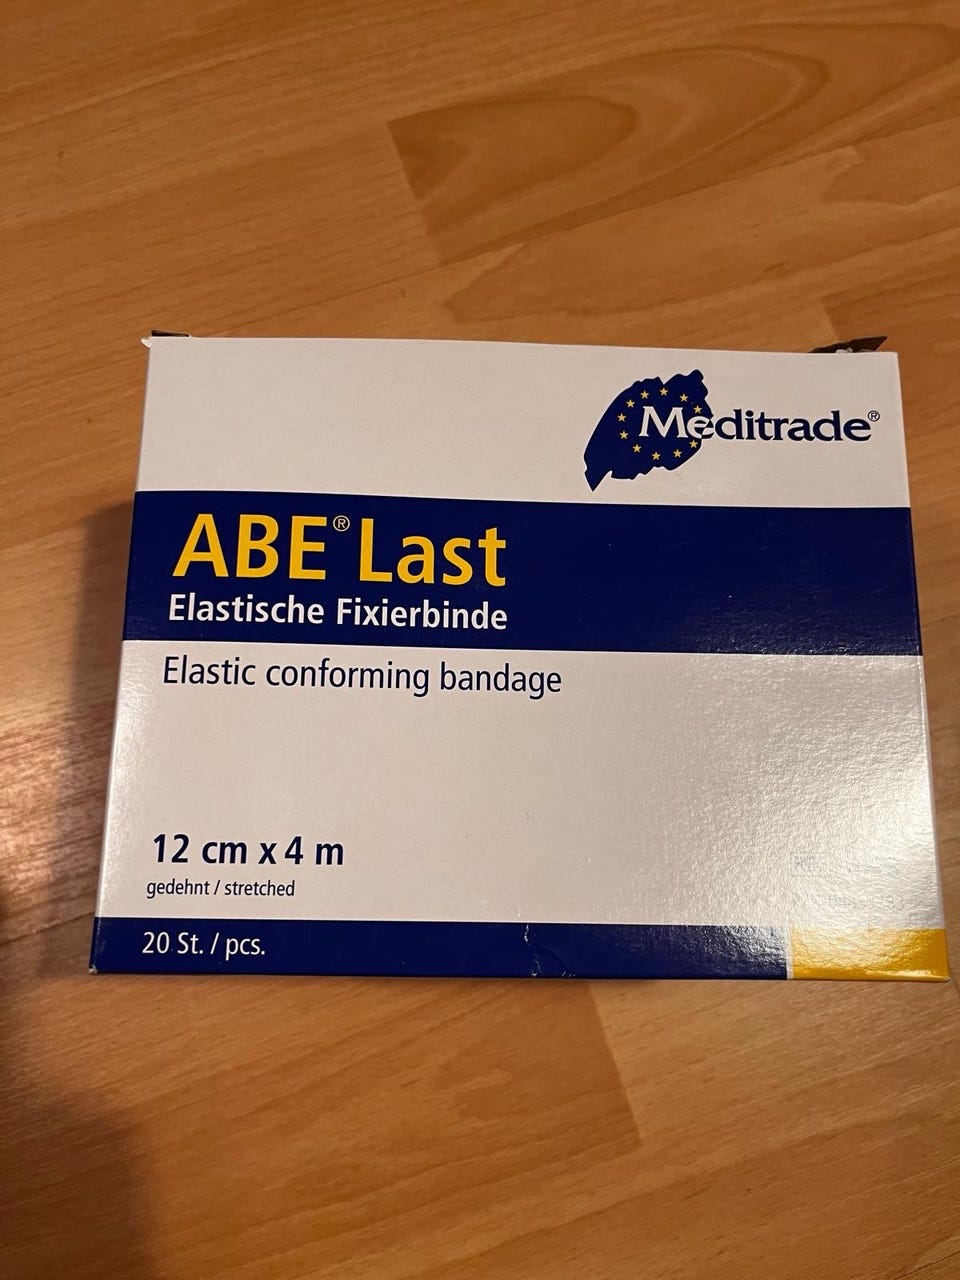 Meditrade®
ABE® Last
Elastische Fixierbinde
Elastic conforming bandage
12 cm x 4 m
gedehnt / stretched
20 St. / pcs.